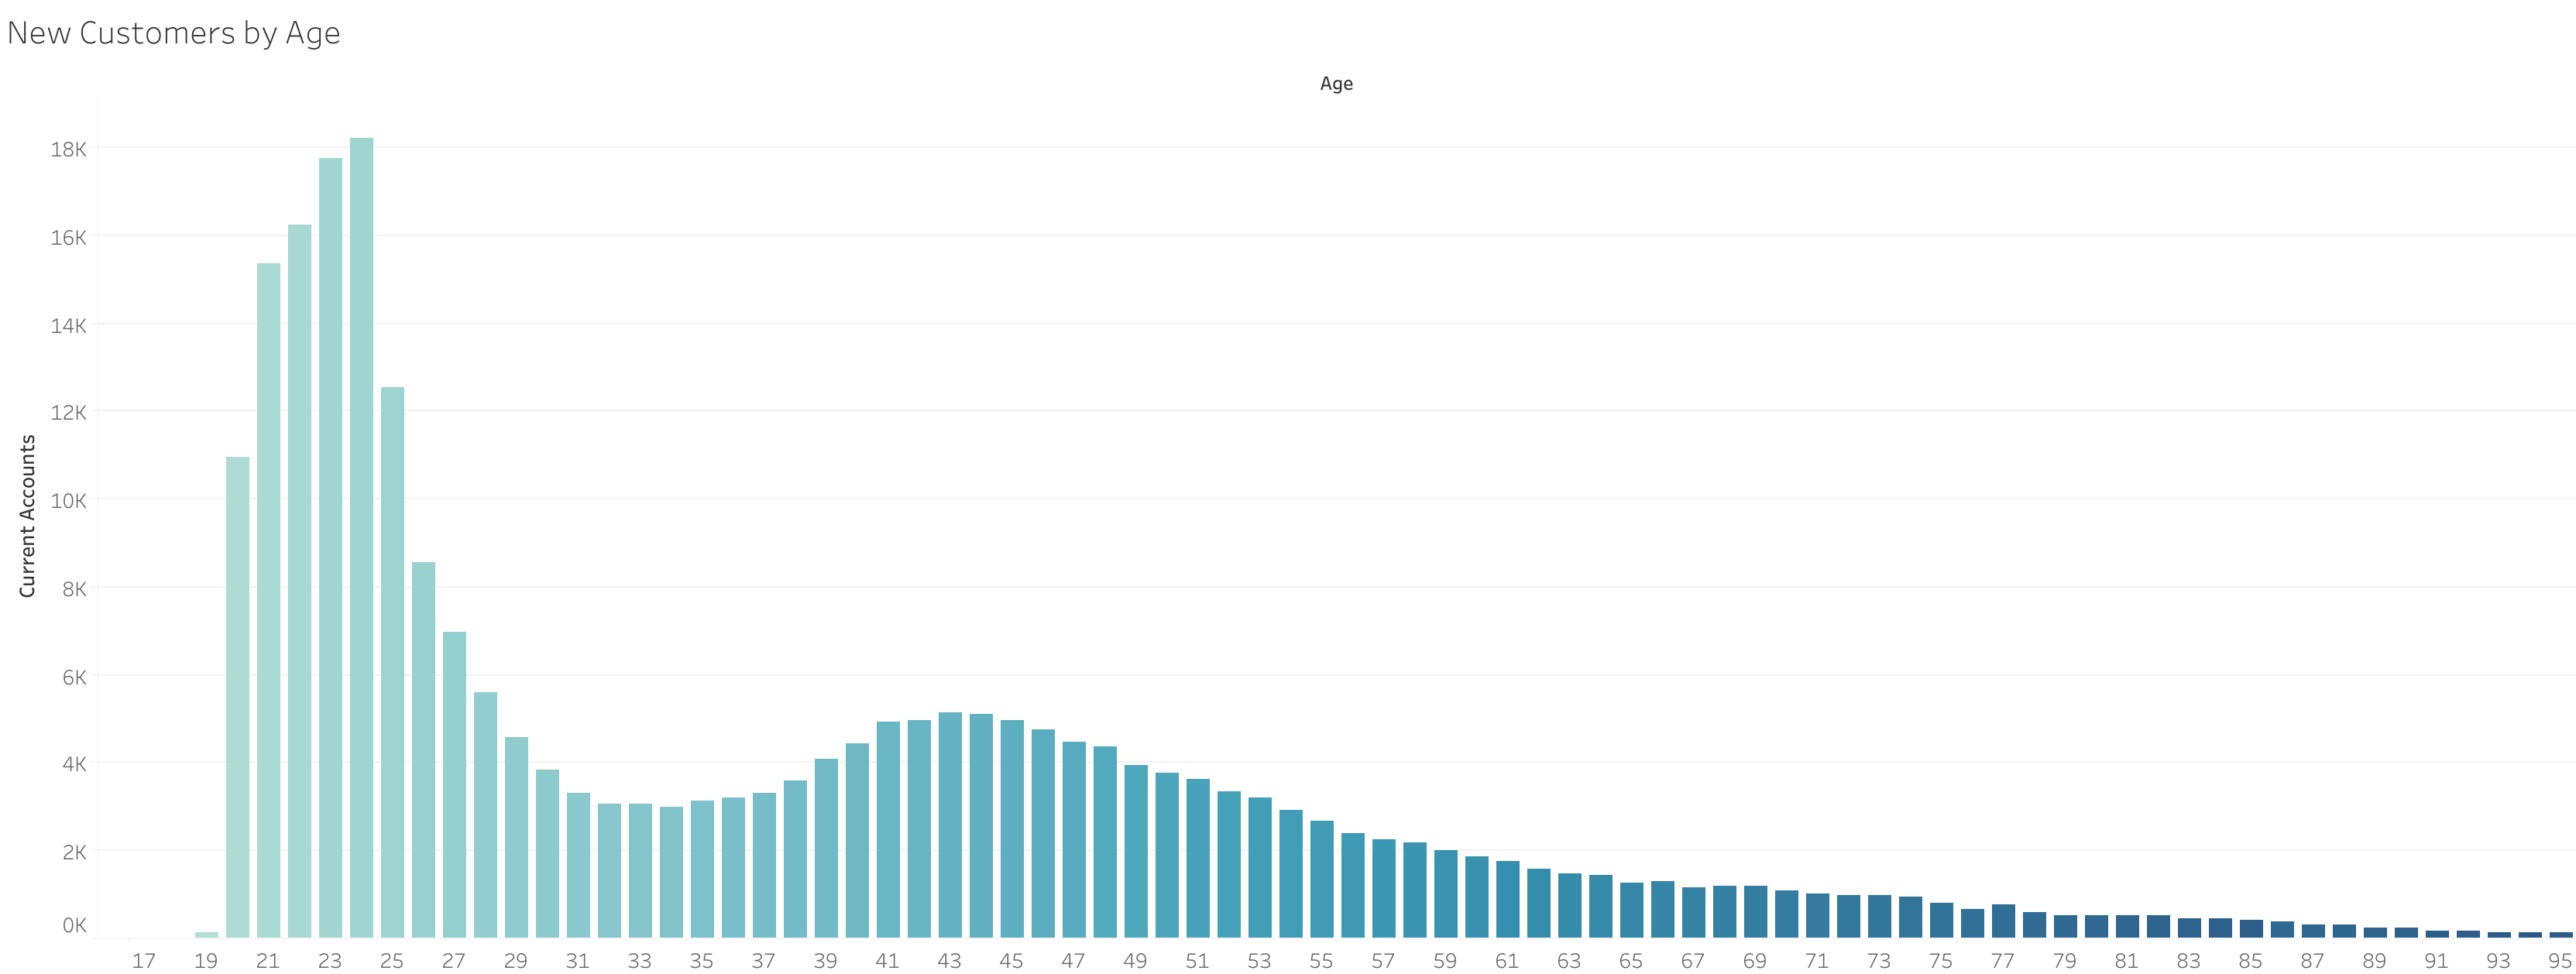 New Customers by Age
Age
Current Accounts
18K
16K
14K
12K
10K
8K
6K
4K
2K
0K
17 19 21 23 25 27 29 31 33 35 37 39 41 43 45 47 49 51 53 55 57 59 61 63 65 67 69 71 73 75 77 79 81 83 85 87 89 91 93 95